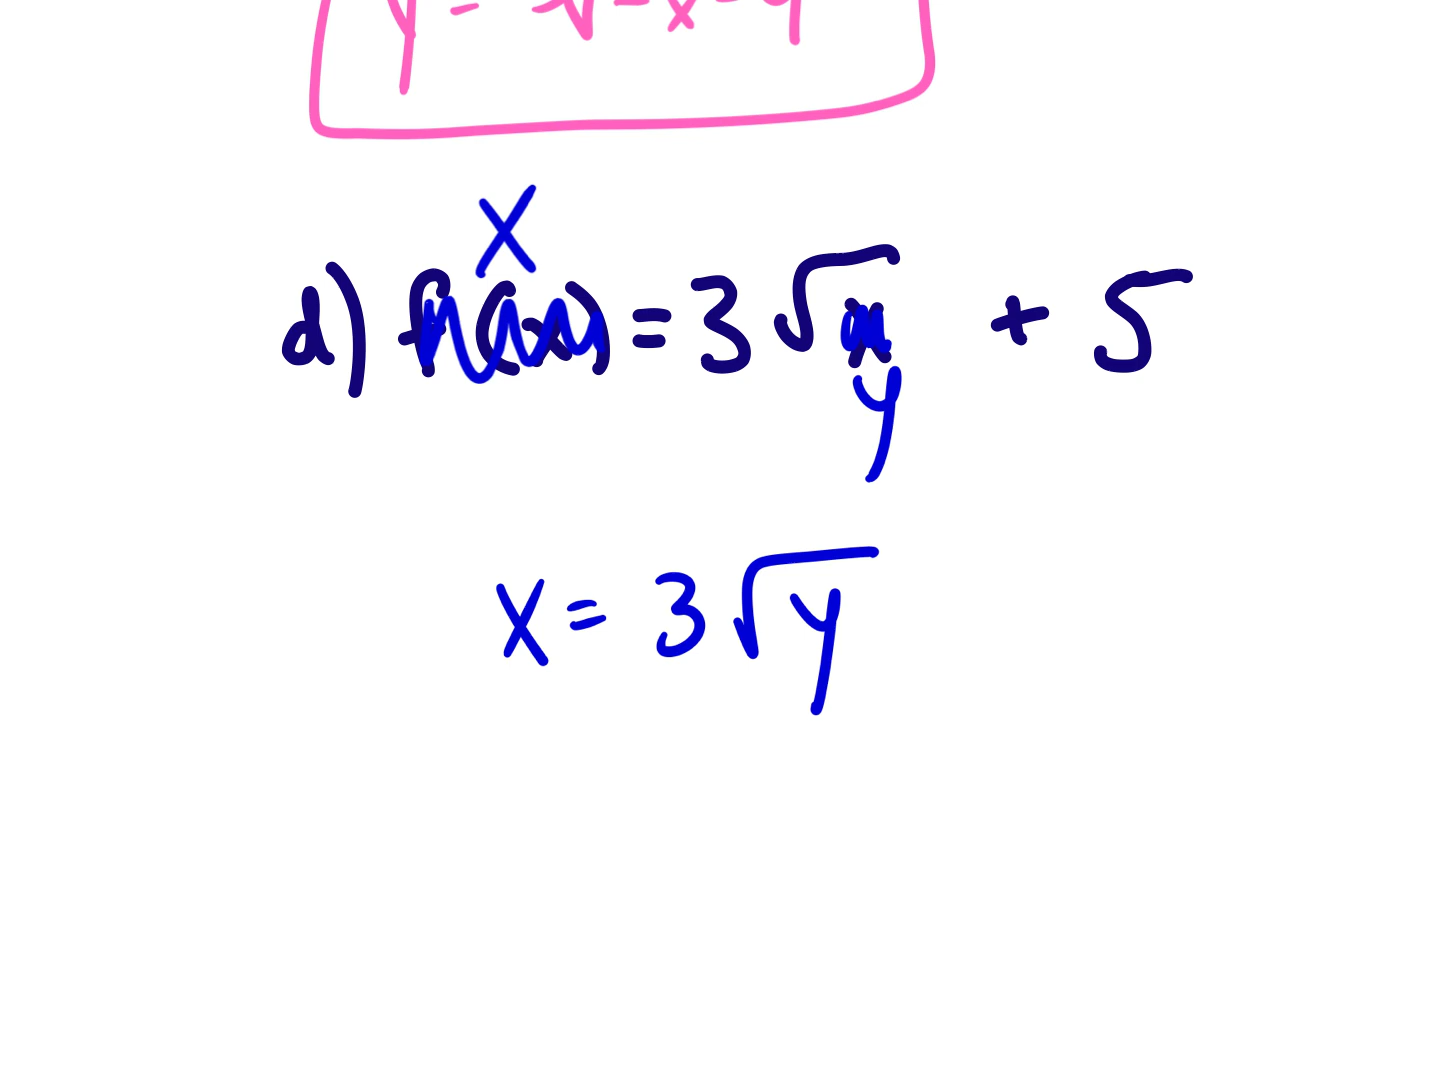 x
d) f(x) = 3√x + 5
y
x = 3√y